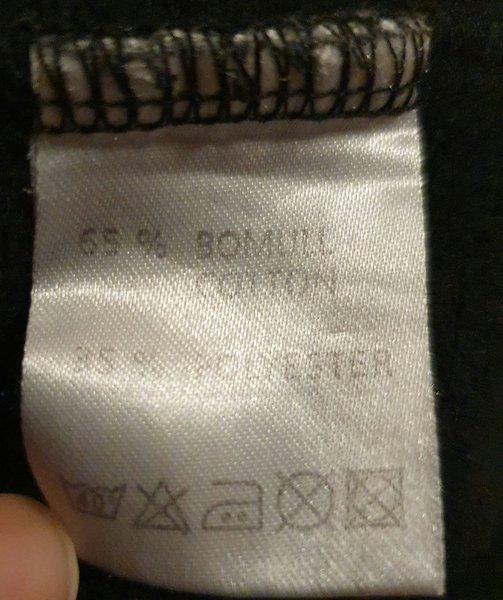 65 % BOMULL
COTTON
35 % POLYESTER